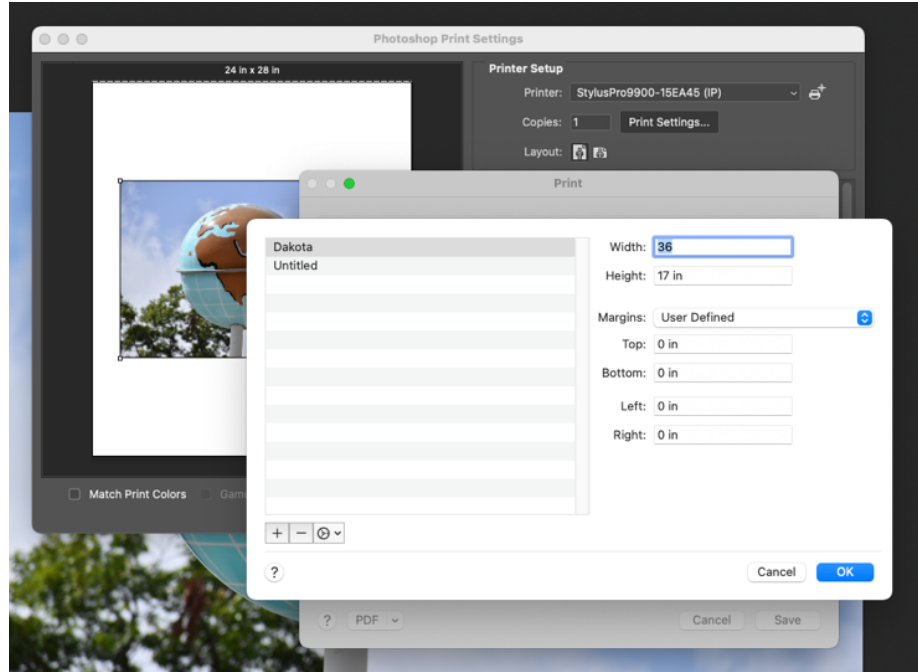 Photoshop Print Settings
24 in x 28 in
Printer Setup
Printer: StylusPro9900-15EA45 (IP)
Copies: 1 Print Settings...
Layout:
Print
Dakota
Untitled
Width: 36
Height: 17 in
Margins: User Defined
Top: 0 in
Bottom: 0 in
Left: 0 in
Right: 0 in
Match Print Colors
+ −
? Cancel OK
? PDF Cancel Save